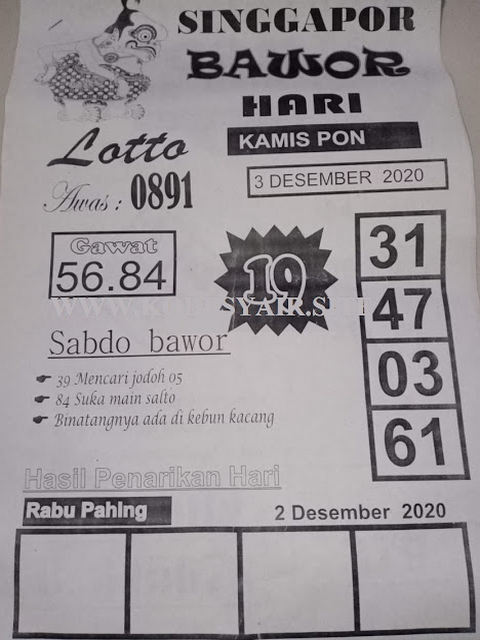 SINGGAPOR
BAWOR
HARI
KAMIS PON
3 DESEMBER 2020
Lotto
Awas : 0891
Gawat
56.84
19
31
47
03
61
Sabdo bawor
39 Mencari jodoh 05
84 Suka main salto
Binatangnya ada di kebun kacang
Hasil Penarikan Hari
Rabu Pahing
2 Desember 2020